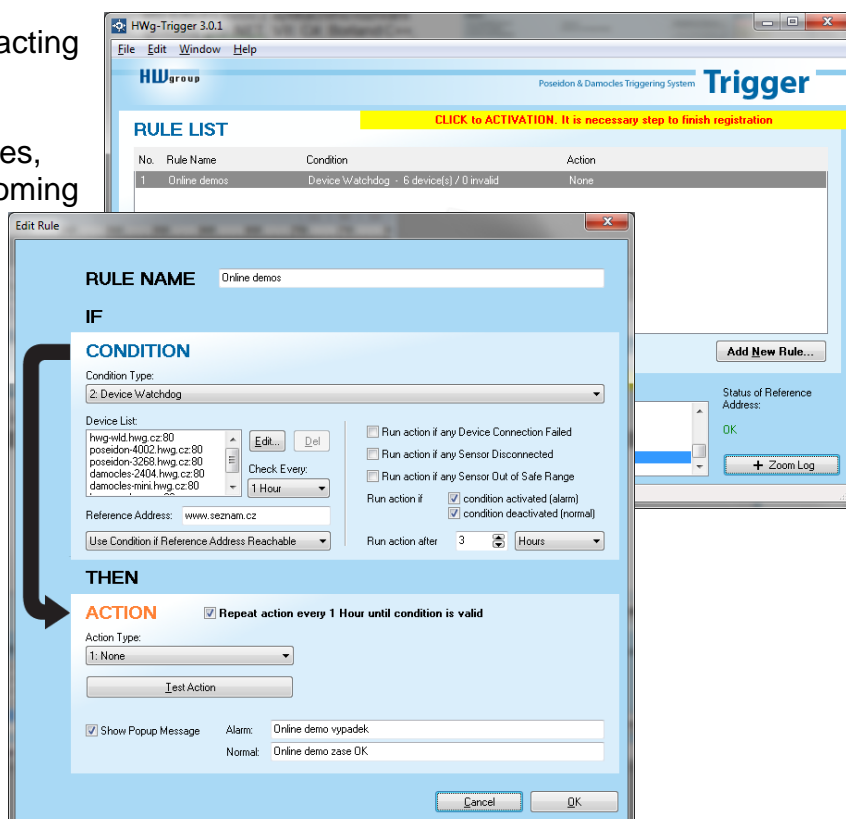 acting
es,
oming
HWg-Trigger 3.0.1
File Edit Window Help
HWgroup
Poseidon & Damocles Triggering System Trigger
CLICK to ACTIVATION. It is necessary step to finish registration
RULE LIST
No. Rule Name Condition Action
1 Online demos Device Watchdog - 6 device(s) / 0 invalid None
Add New Rule...
Status of Reference
Address:
OK
+ Zoom Log
Edit Rule
RULE NAME Online demos
IF
CONDITION
Condition Type:
2: Device Watchdog
Device List:
hwg-wld.hwg.cz:80
poseidon-4002.hwg.cz:80
poseidon-3268.hwg.cz:80
damocles-2404.hwg.cz:80
damocles-mini.hwg.cz:80
Edit... Del
Check Every:
1 Hour
Reference Address: www.seznam.cz
Use Condition if Reference Address Reachable
Run action if any Device Connection Failed
Run action if any Sensor Disconnected
Run action if any Sensor Out of Safe Range
Run action if condition activated (alarm)
condition deactivated (normal)
Run action after 3 Hours
THEN
ACTION Repeat action every 1 Hour until condition is valid
Action Type:
1: None
Test Action
Show Popup Message Alarm: Online demo vypadek
Normal: Online demo zase OK
Cancel OK